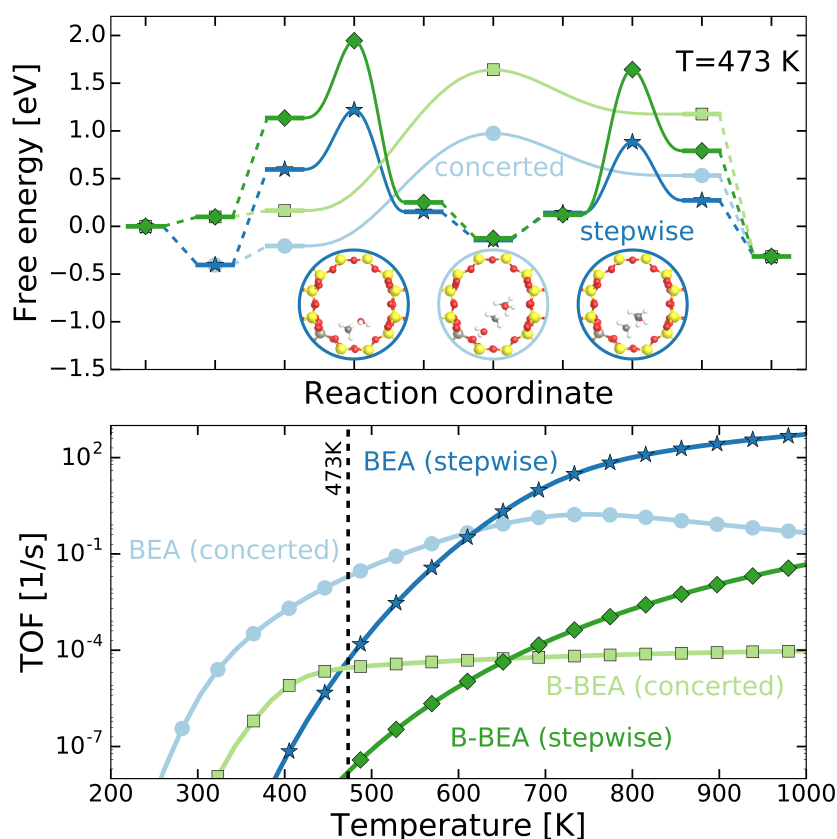 T=473 K
2.0
1.5
1.0
0.5
0.0
−0.5
−1.0
−1.5
Free energy [eV]
concerted
stepwise
Reaction coordinate
10²
10⁻¹
10⁻⁴
10⁻⁷
TOF [1/s]
473K
BEA (stepwise)
BEA (concerted)
B-BEA (concerted)
B-BEA (stepwise)
200 300 400 500 600 700 800 900 1000
Temperature [K]